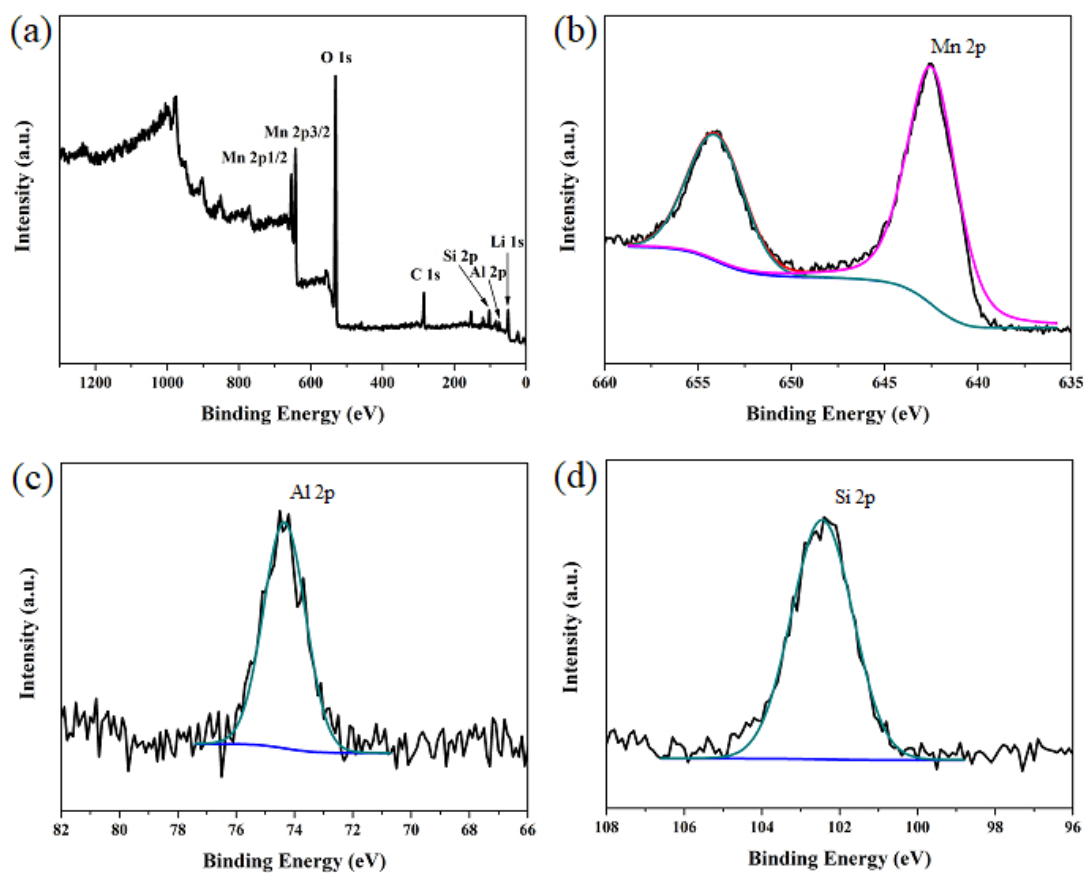 (a)
O 1s
Mn 2p3/2
Mn 2p1/2
Li 1s
Si 2p
Al 2p
C 1s
Intensity (a.u.)
1200 1000 800 600 400 200 0
Binding Energy (eV)
(b)
Mn 2p
Intensity (a.u.)
660 655 650 645 640 635
Binding Energy (eV)
(c)
Al 2p
Intensity (a.u.)
82 80 78 76 74 72 70 68 66
Binding Energy (eV)
(d)
Si 2p
Intensity (a.u.)
108 106 104 102 100 98 96
Binding Energy (eV)